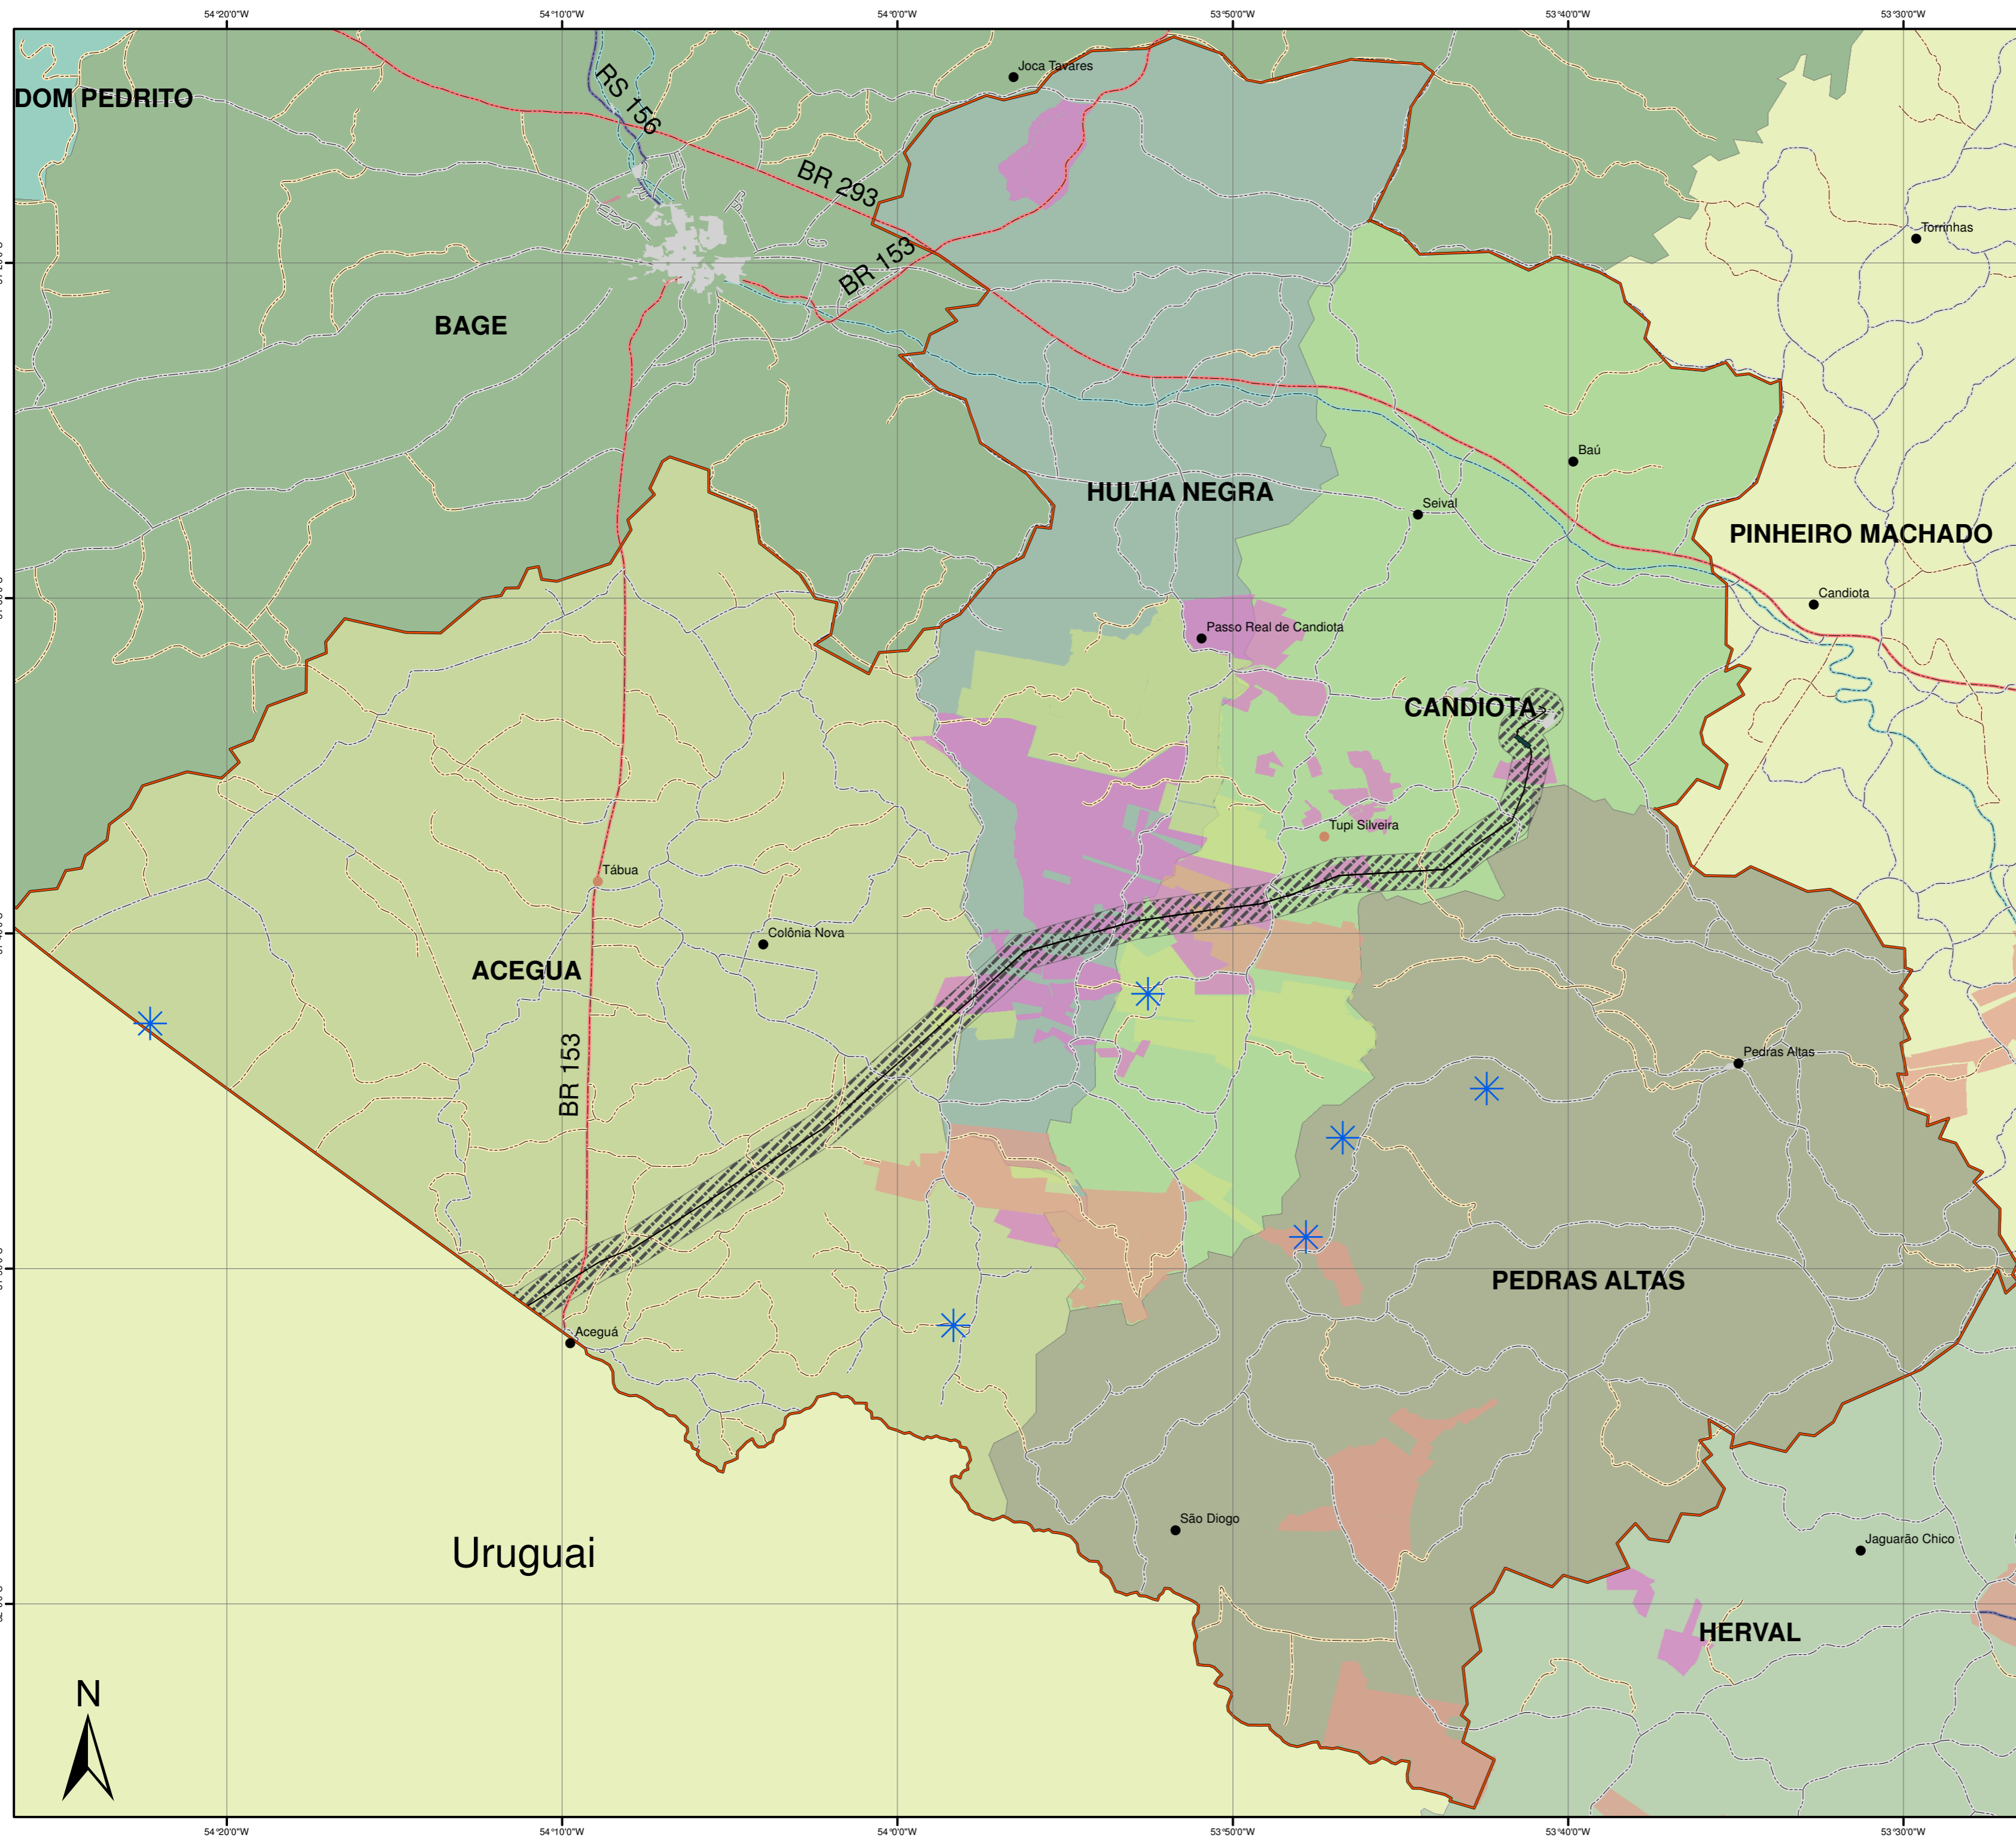 54°20'0"W
54°10'0"W
54°0'0"W
53°50'0"W
53°40'0"W
53°30'0"W
Joca Tavares
DOM PEDRITO
RS 156
BR 293
Torrinhas
BR 153
BAGE
Baú
HULHA NEGRA
Seival
PINHEIRO MACHADO
Candiota
Passo Real de Candiota
CANDIOTA
Tupi Silveira
Tábua
Colônia Nova
ACEGUA
BR 153
Pedras Altas
PEDRAS ALTAS
Aceguá
São Diogo
Uruguai
Jaguarão Chico
HERVAL
N
54°20'0"W
54°10'0"W
54°0'0"W
53°50'0"W
53°40'0"W
53°30'0"W